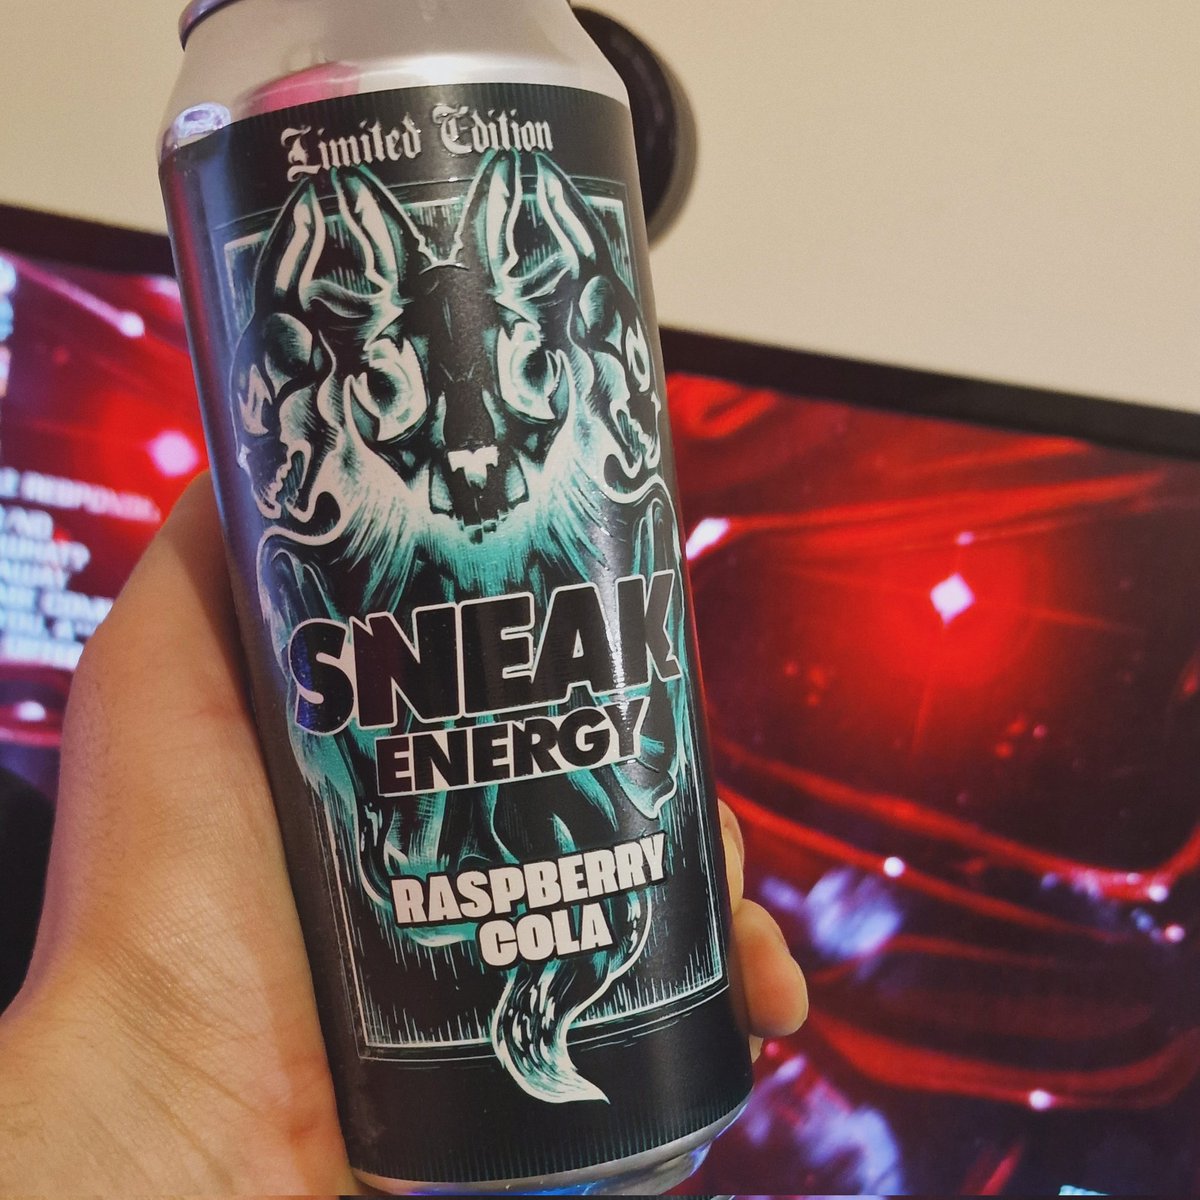 Limited Edition
SNEAK
ENERGY
RASPBERRY
COLA